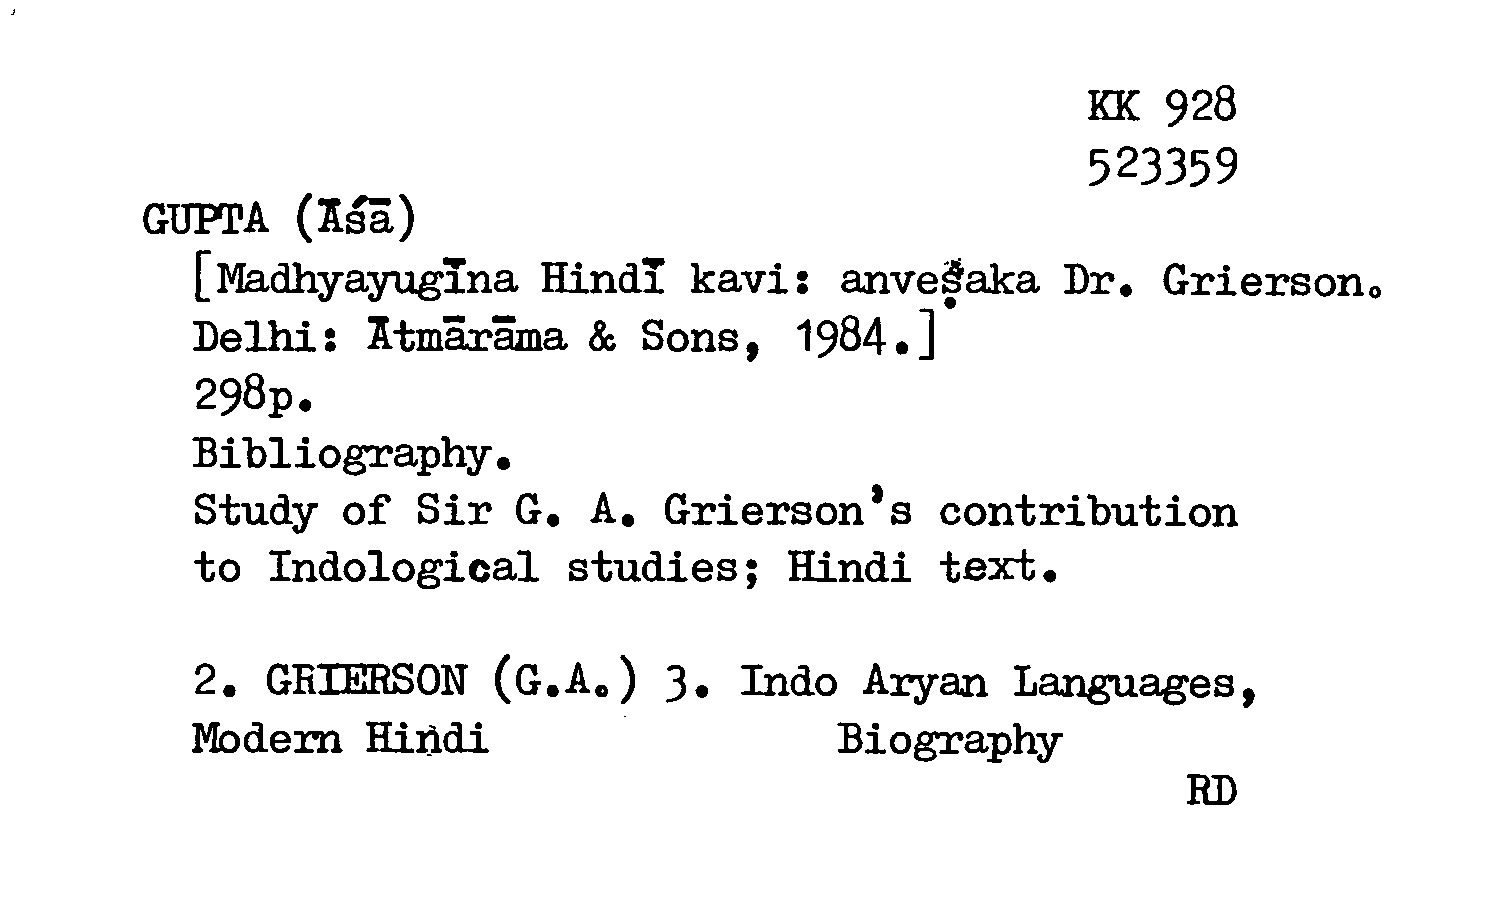 KK 928
523359
GUPTA (Āśā)
[Madhyayugīna Hindī kavi: anveṣaka Dr. Grierson.
Delhi: Ātmārāma & Sons, 1984.]
298p.
Bibliography.
Study of Sir G. A. Grierson's contribution
to Indological studies; Hindi text.
2. GRIERSON (G.A.) 3. Indo Aryan Languages,
Modern Hindi Biography
RD